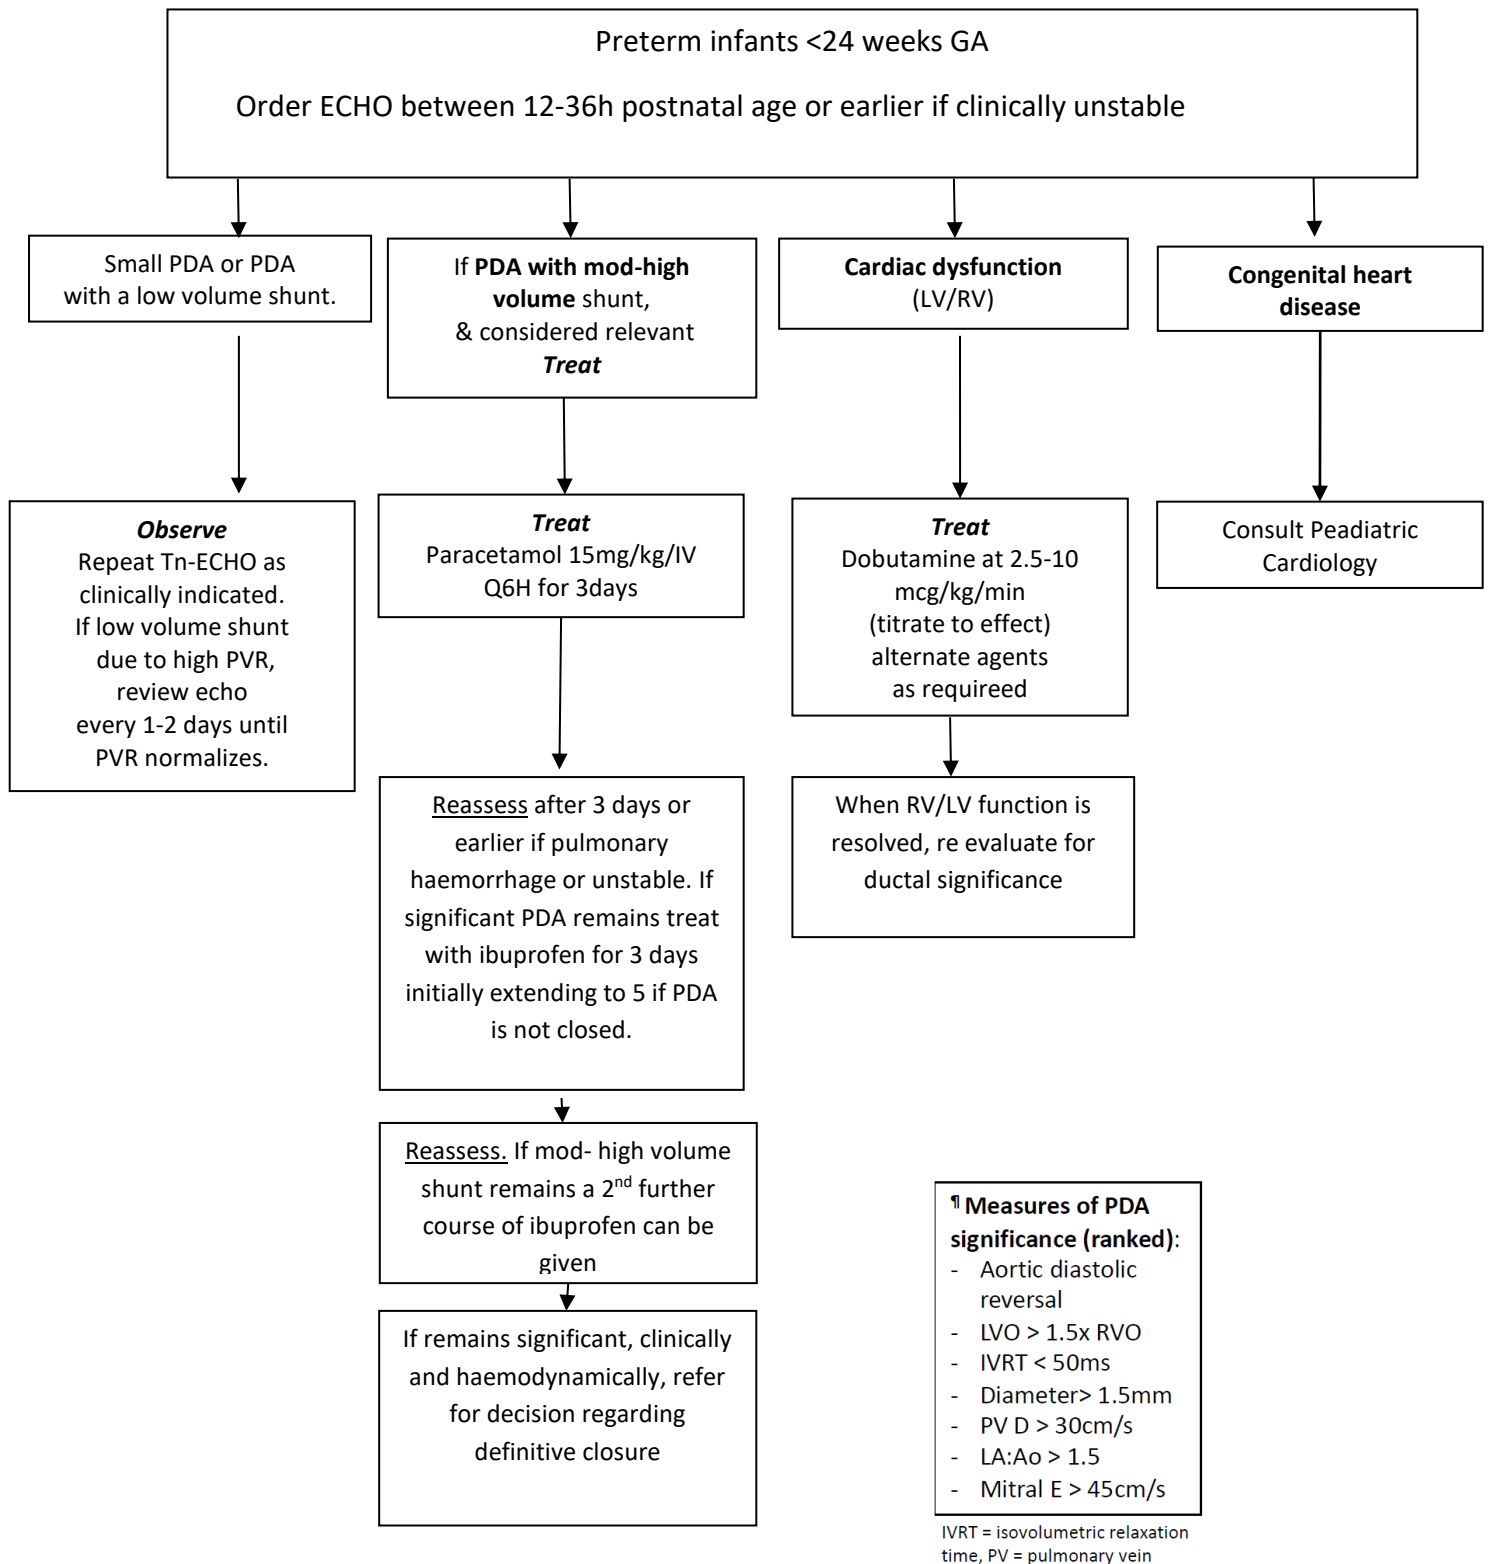 Preterm infants <24 weeks GA
Order ECHO between 12-36h postnatal age or earlier if clinically unstable
Small PDA or PDA
with a low volume shunt.
If PDA with mod-high
volume shunt,
& considered relevant
Treat
Cardiac dysfunction
(LV/RV)
Congenital heart
disease
Observe
Repeat Tn-ECHO as
clinically indicated.
If low volume shunt
due to high PVR,
review echo
every 1-2 days until
PVR normalizes.
Treat
Paracetamol 15mg/kg/IV
Q6H for 3days
Treat
Dobutamine at 2.5-10
mcg/kg/min
(titrate to effect)
alternate agents
as requireed
Consult Peadiatric
Cardiology
Reassess after 3 days or
earlier if pulmonary
haemorrhage or unstable. If
significant PDA remains treat
with ibuprofen for 3 days
initially extending to 5 if PDA
is not closed.
When RV/LV function is
resolved, re evaluate for
ductal significance
Reassess. If mod- high volume
shunt remains a 2nd further
course of ibuprofen can be
given
If remains significant, clinically
and haemodynamically, refer
for decision regarding
definitive closure
¶ Measures of PDA
significance (ranked):
- Aortic diastolic
reversal
- LVO > 1.5x RVO
- IVRT < 50ms
- Diameter> 1.5mm
- PV D > 30cm/s
- LA:Ao > 1.5
- Mitral E > 45cm/s
IVRT = isovolumetric relaxation
time, PV = pulmonary vein